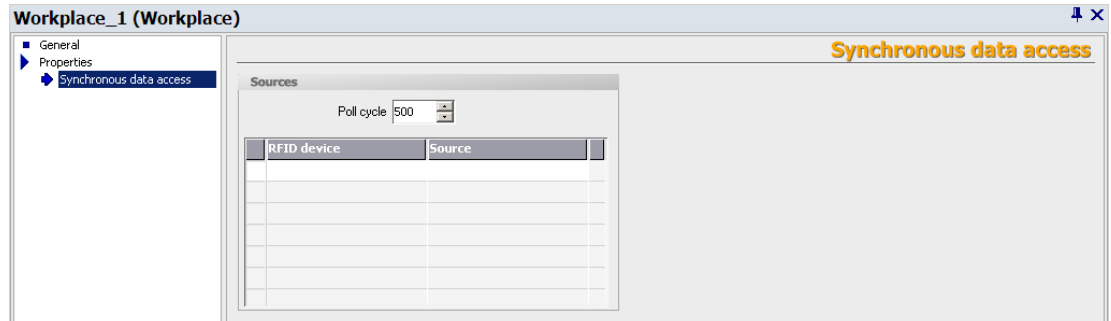 Workplace_1 (Workplace)
General
Properties
Synchronous data access
Synchronous data access
Sources
Poll cycle 500
RFID device Source